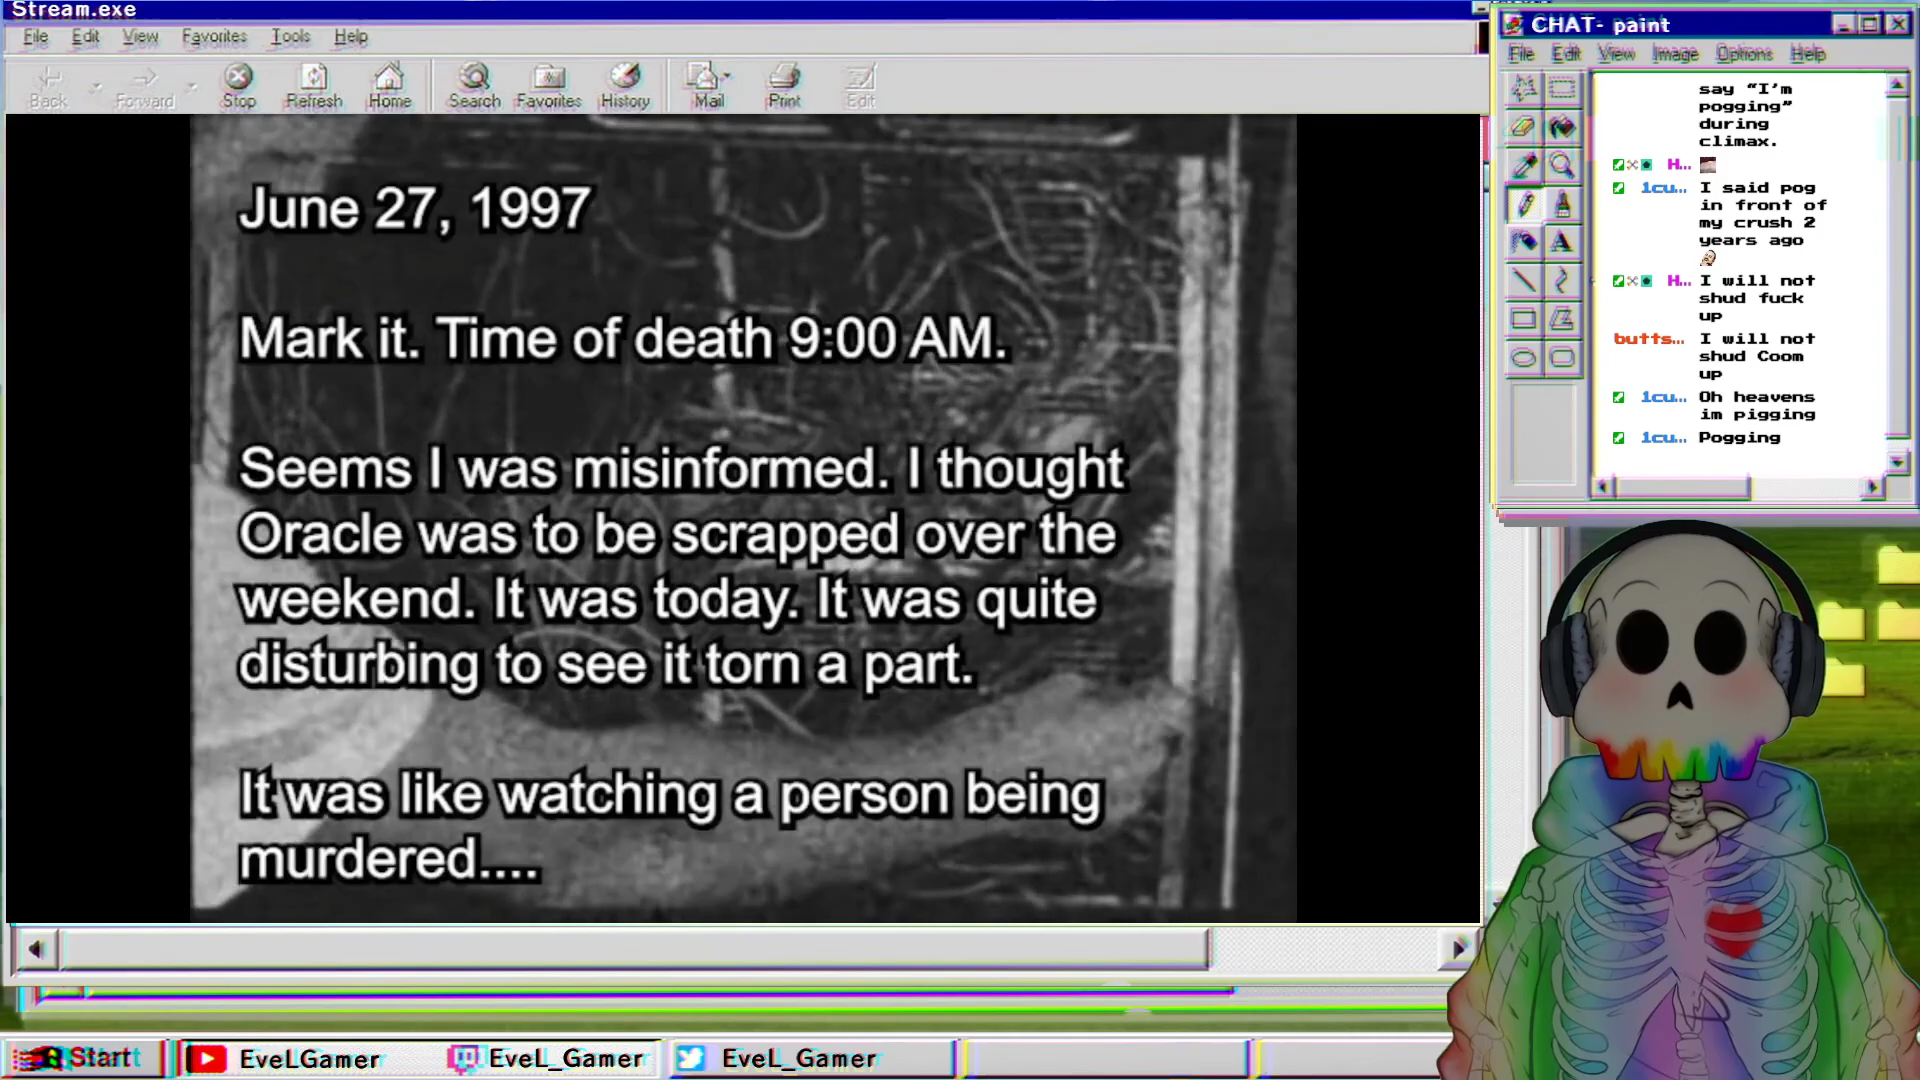 Stream.exe
File Edit View Favorites Tools Help
Back Forward Stop Refresh Home Search Favorites History Mail Print Edit
June 27, 1997
Mark it. Time of death 9:00 AM.
Seems I was misinformed. I thought
Oracle was to be scrapped over the
weekend. It was today. It was quite
disturbing to see it torn a part.
It was like watching a person being
murdered....
CHAT- paint
File Edit View Image Options Help
say “I’m
pogging”
during
climax.
H...
1cu... I said pog
in front of
my crush 2
years ago
H... I will not
shud fuck
up
butts... I will not
shud Coom
up
1cu... Oh heavens
im pigging
1cu... Pogging
Start EveLGamer EveL_Gamer EveL_Gamer